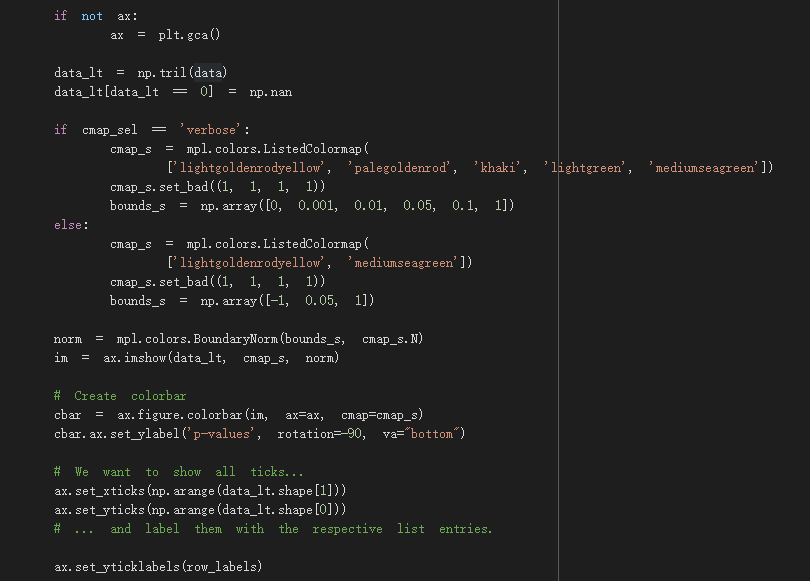 if not ax:
ax = plt.gca()
data_lt = np.tril(data)
data_lt[data_lt == 0] = np.nan
if cmap_sel == 'verbose':
cmap_s = mpl.colors.ListedColormap(
['lightgoldenrodyellow', 'palegoldenrod', 'khaki', 'lightgreen', 'mediumseagreen'])
cmap_s.set_bad((1, 1, 1, 1))
bounds_s = np.array([0, 0.001, 0.01, 0.05, 0.1, 1])
else:
cmap_s = mpl.colors.ListedColormap(
['lightgoldenrodyellow', 'mediumseagreen'])
cmap_s.set_bad((1, 1, 1, 1))
bounds_s = np.array([-1, 0.05, 1])
norm = mpl.colors.BoundaryNorm(bounds_s, cmap_s.N)
im = ax.imshow(data_lt, cmap_s, norm)
# Create colorbar
cbar = ax.figure.colorbar(im, ax=ax, cmap=cmap_s)
cbar.ax.set_ylabel('p-values', rotation=-90, va="bottom")
# We want to show all ticks...
ax.set_xticks(np.arange(data_lt.shape[1]))
ax.set_yticks(np.arange(data_lt.shape[0]))
# ... and label them with the respective list entries.
ax.set_yticklabels(row_labels)